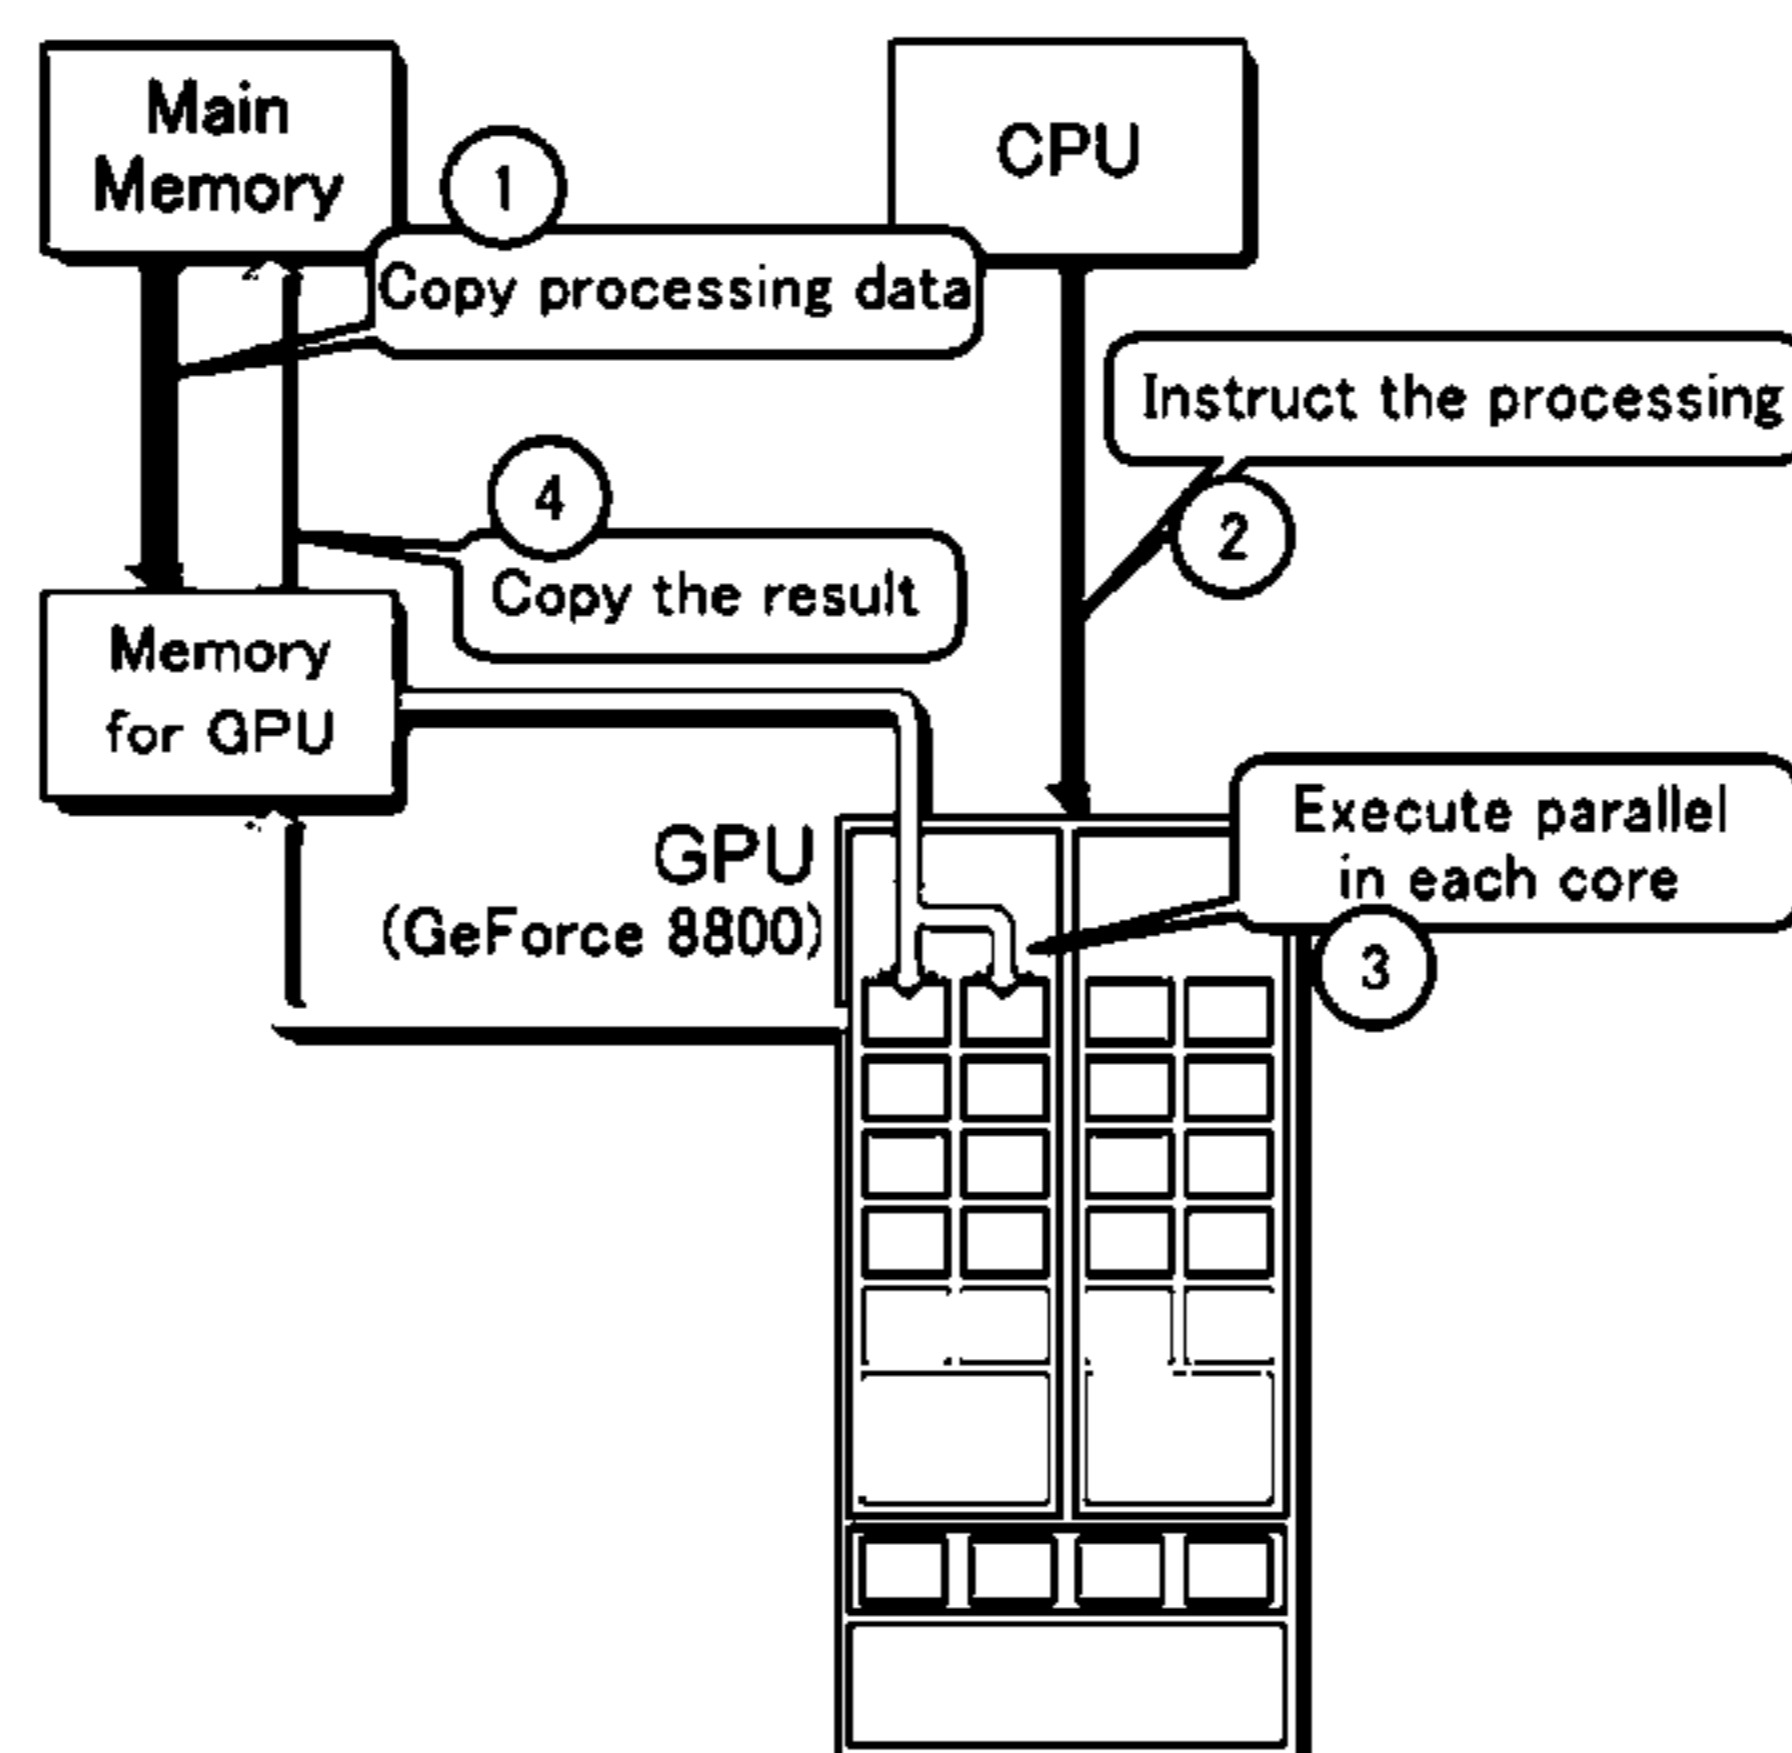 Main
Memory
CPU
1
Copy processing data
Instruct the processing
2
4
Copy the result
Memory
for GPU
GPU
(GeForce 8800)
Execute parallel
in each core
3